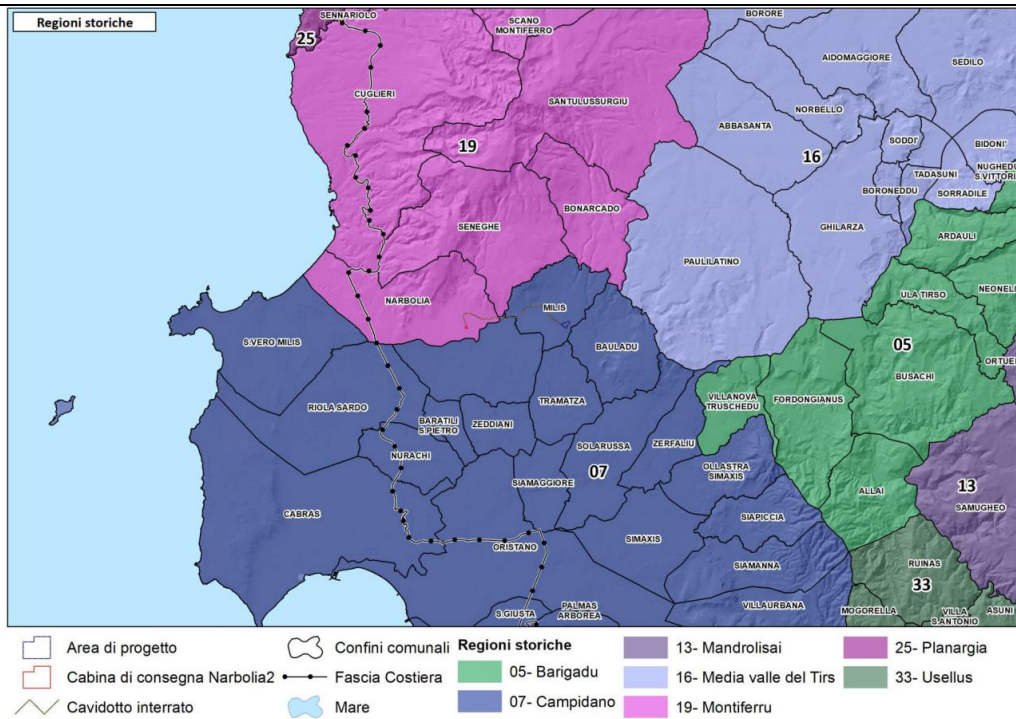 Regioni storiche
SENNARIOLO
SCANO
MONTIFERRO
BORORE
25
AIDOMAGGIORE
SEDILO
CUGLIERI
SANTULUSSURGIU
NORBELLO
ABBASANTA
SODDI'
BIDONI'
19
16
TADASUNI
NUGHEDU
S.VITTORI
BORONEDDU
SORRADILE
BONARCADO
SENEGHE
GHILARZA
ARDAULI
PAULILATINO
ULA TIRSO
NEONELI
NARBOLIA
MILIS
S.VERO MILIS
BAULADU
05
ORTUER
BUSACHI
RIOLA SARDO
TRAMATZA
VILLANOVA
TRUSCHEDU
FORDONGIANUS
BARATILI
S.PIETRO
ZEDDIANI
SOLARUSSA
ZERFALIU
NURACHI
07
OLLASTRA
SIMAXIS
SIAMAGGIORE
13
ALLAI
SAMUGHEO
CABRAS
SIAPICCIA
ORISTANO
SIMAXIS
SIAMANNA
RUINAS
33
S.GIUSTA
PALMAS
ARBOREA
VILLAURBANA
MOGORELLA
VILLA
S.ANTONIO
ASUNI
Area di progetto
Cabina di consegna Narbolia2
Cavidotto interrato
Confini comunali
Fascia Costiera
Mare
Regioni storiche
05- Barigadu
07- Campidano
13- Mandrolisai
16- Media valle del Tirs
19- Montiferru
25- Planargia
33- Usellus